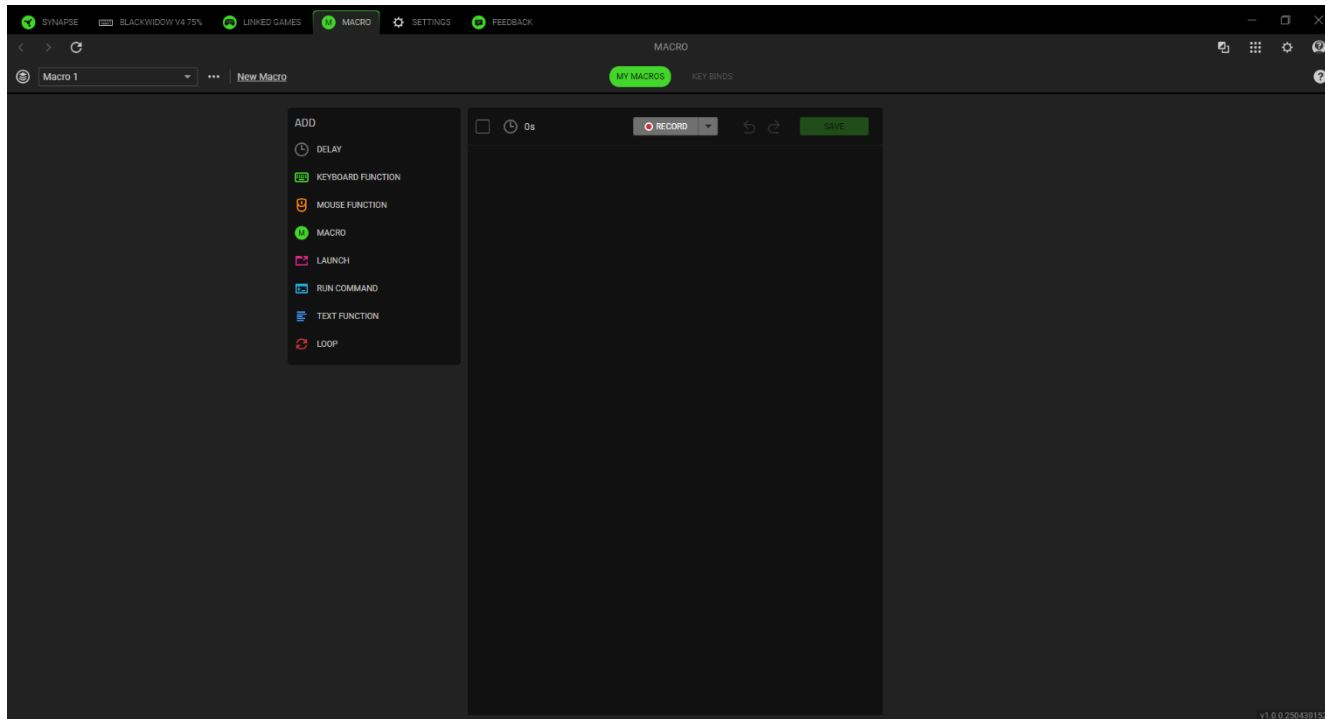 SYNAPSE BLACKWIDOW V4 75% LINKED GAMES MACRO SETTINGS FEEDBACK
MACRO
Macro 1 New Macro MY MACROS KEY BINDS
ADD
DELAY
KEYBOARD FUNCTION
MOUSE FUNCTION
MACRO
LAUNCH
RUN COMMAND
TEXT FUNCTION
LOOP
0s RECORD SAVE